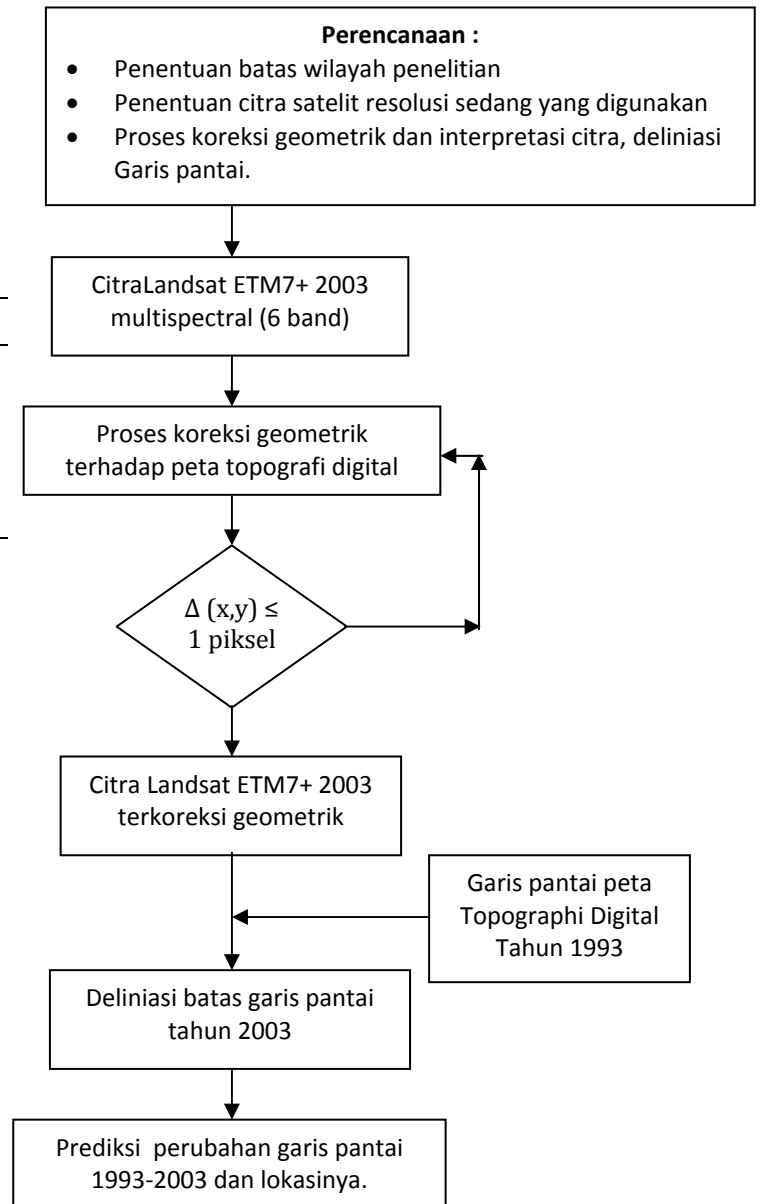 Perencanaan :
• Penentuan batas wilayah penelitian
• Penentuan citra satelit resolusi sedang yang digunakan
• Proses koreksi geometrik dan interpretasi citra, deliniasi
Garis pantai.
CitraLandsat ETM7+ 2003
multispectral (6 band)
Proses koreksi geometrik
terhadap peta topografi digital
Δ (x,y) ≤
1 piksel
Citra Landsat ETM7+ 2003
terkoreksi geometrik
Garis pantai peta
Topographi Digital
Tahun 1993
Deliniasi batas garis pantai
tahun 2003
Prediksi perubahan garis pantai
1993-2003 dan lokasinya.